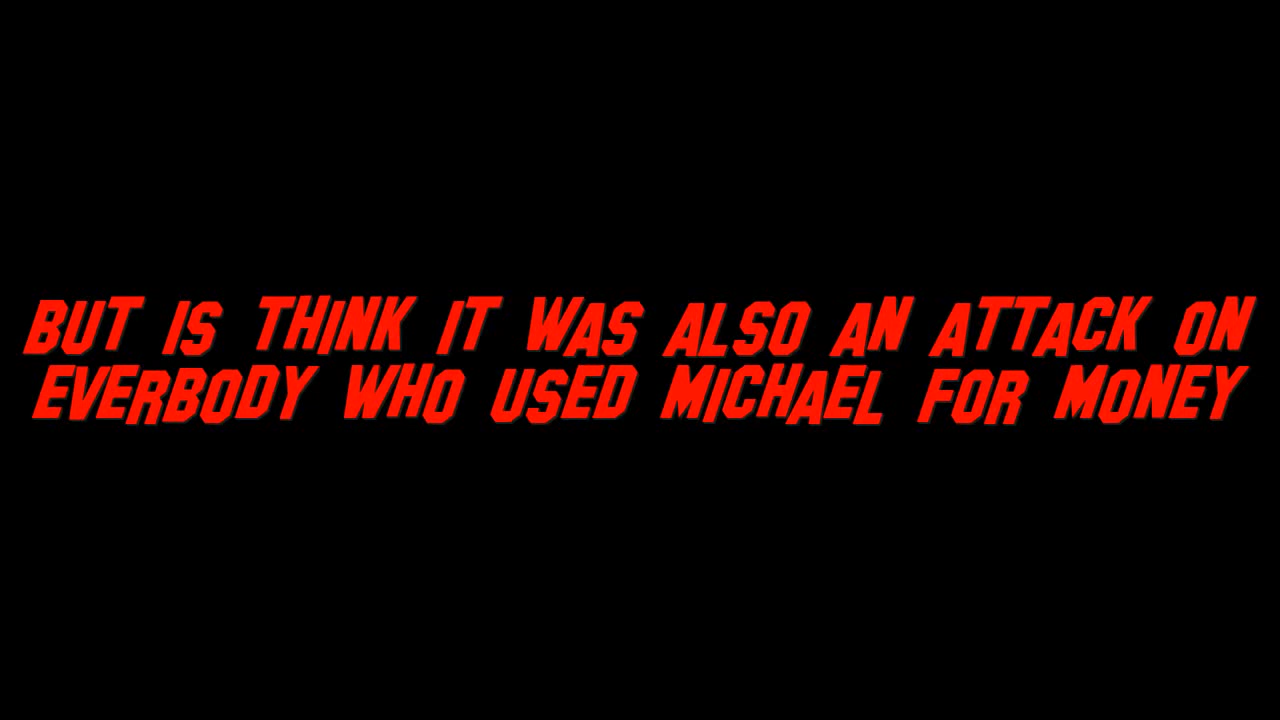 BUT IS THINK IT WAS ALSO AN ATTACK ON
EVERBODY WHO USED MICHAEL FOR MONEY